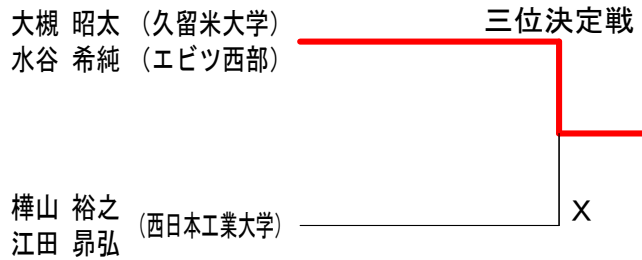 大槻 昭太 (久留米大学)
三位決定戦
水谷 希純 (エビツ西部)
樺山 裕之
江田 昴弘
(西日本工業大学)
X